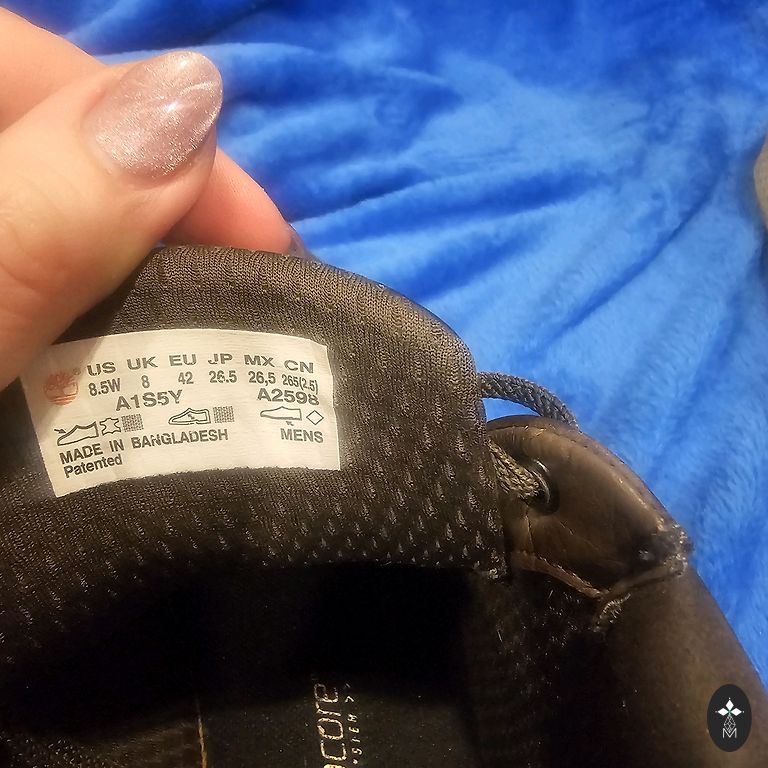 US UK EU JP MX CN
8.5W 8 42 26.5 26,5 265(2.5)
A1S5Y A2598
MADE IN BANGLADESH MENS
Patented
core
M